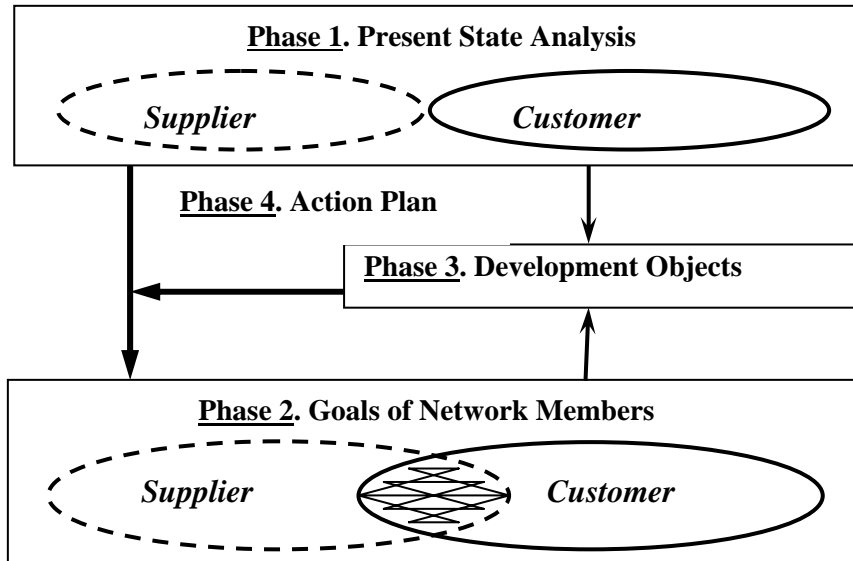 Phase 1. Present State Analysis
Supplier Customer
Phase 4. Action Plan
Phase 3. Development Objects
Phase 2. Goals of Network Members
Supplier Customer